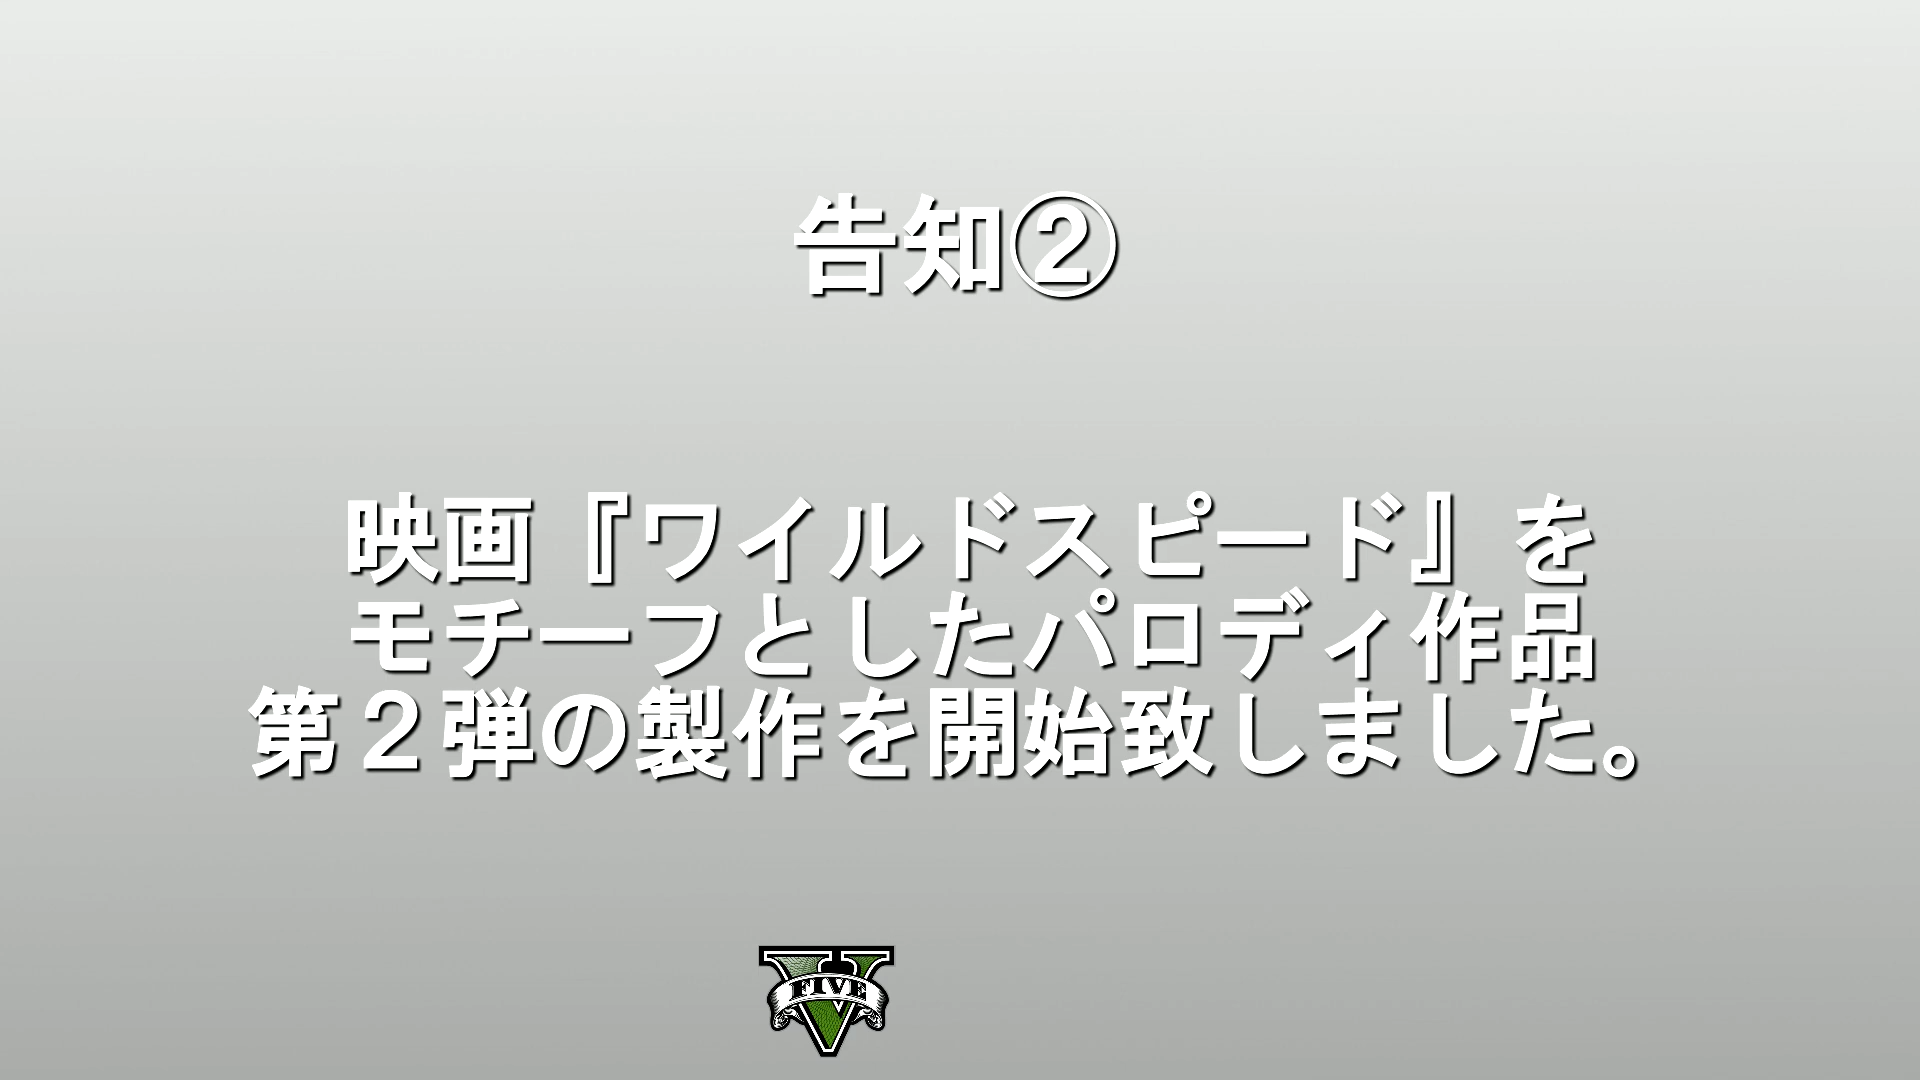 告知②
映画『ワイルドスピード』を
モチーフとしたパロディ作品
第２弾の製作を開始致しました。
FIVE